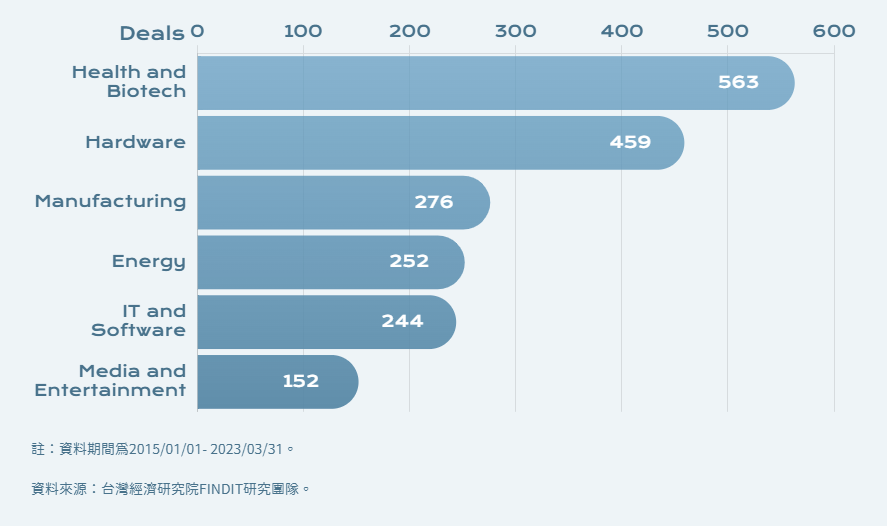 Deals 0 100 200 300 400 500 600
Health and
Biotech
563
Hardware 459
Manufacturing 276
Energy 252
IT and
Software
244
Media and
Entertainment
152
註：資料期間為2015/01/01- 2023/03/31。
資料來源：台灣經濟研究院FINDIT研究團隊。